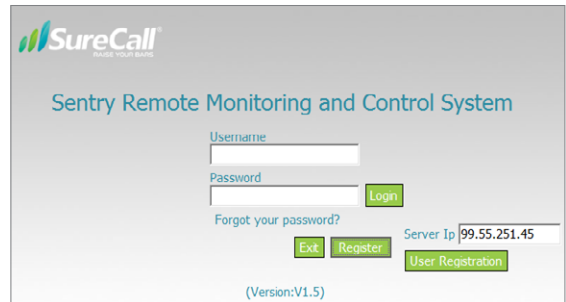 SureCall
RAISE YOUR BARS
Sentry Remote Monitoring and Control System
Username
Password
Login
Forgot your password?
Exit Register
Server Ip 99.55.251.45
User Registration
(Version:V1.5)